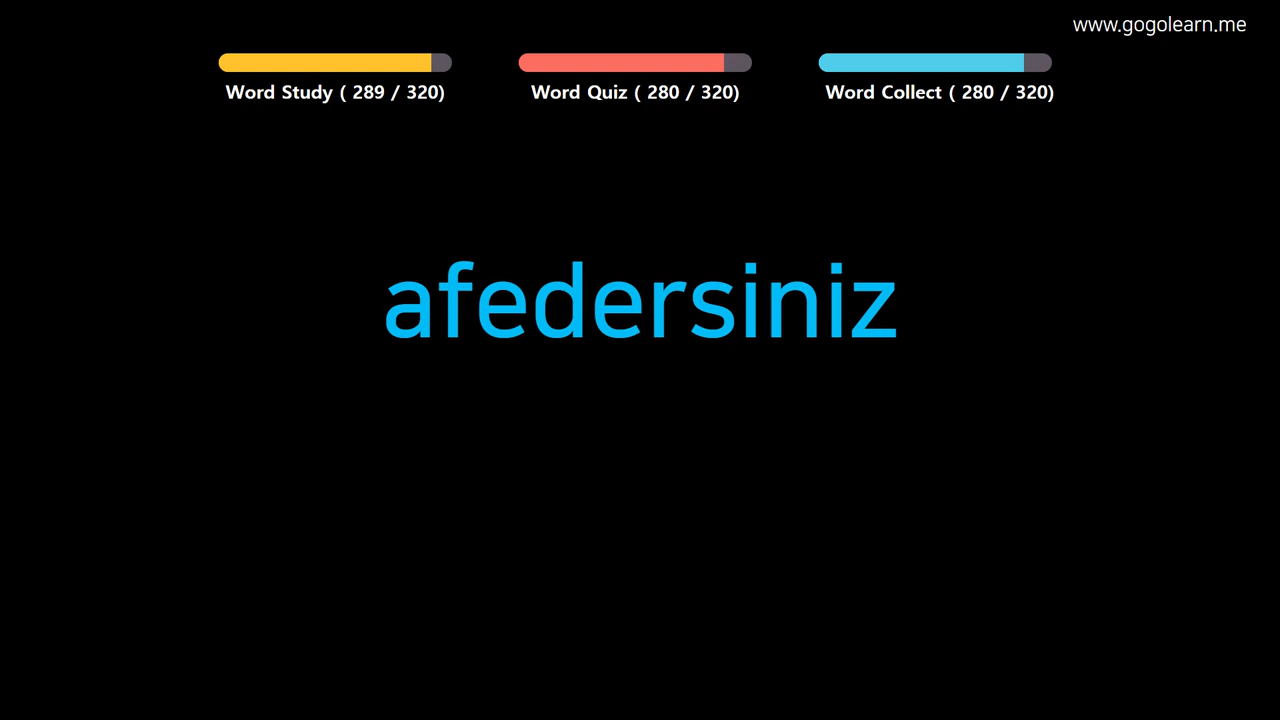 www.gogolearn.me
Word Study ( 289 / 320)
Word Quiz ( 280 / 320)
Word Collect ( 280 / 320)
afedersiniz